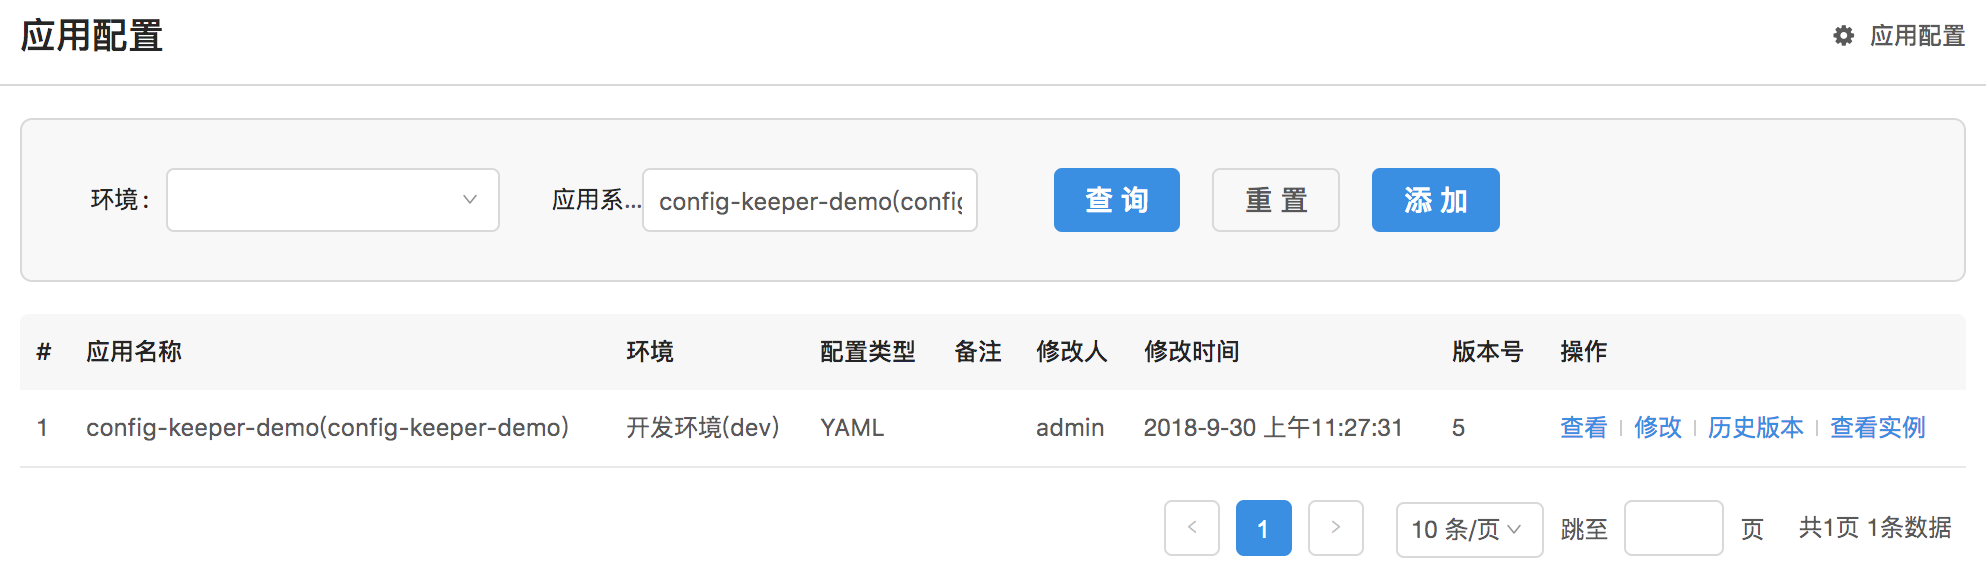 应用配置
应用配置
环境:
应用系... config-keeper-demo(config
查 询
重 置
添 加
# 应用名称 环境 配置类型 备注 修改人 修改时间 版本号 操作
1 config-keeper-demo(config-keeper-demo) 开发环境(dev) YAML admin 2018-9-30 上午11:27:31 5 查看 修改 历史版本 查看实例
< 1 > 10 条/页 跳至 页 共1页 1条数据